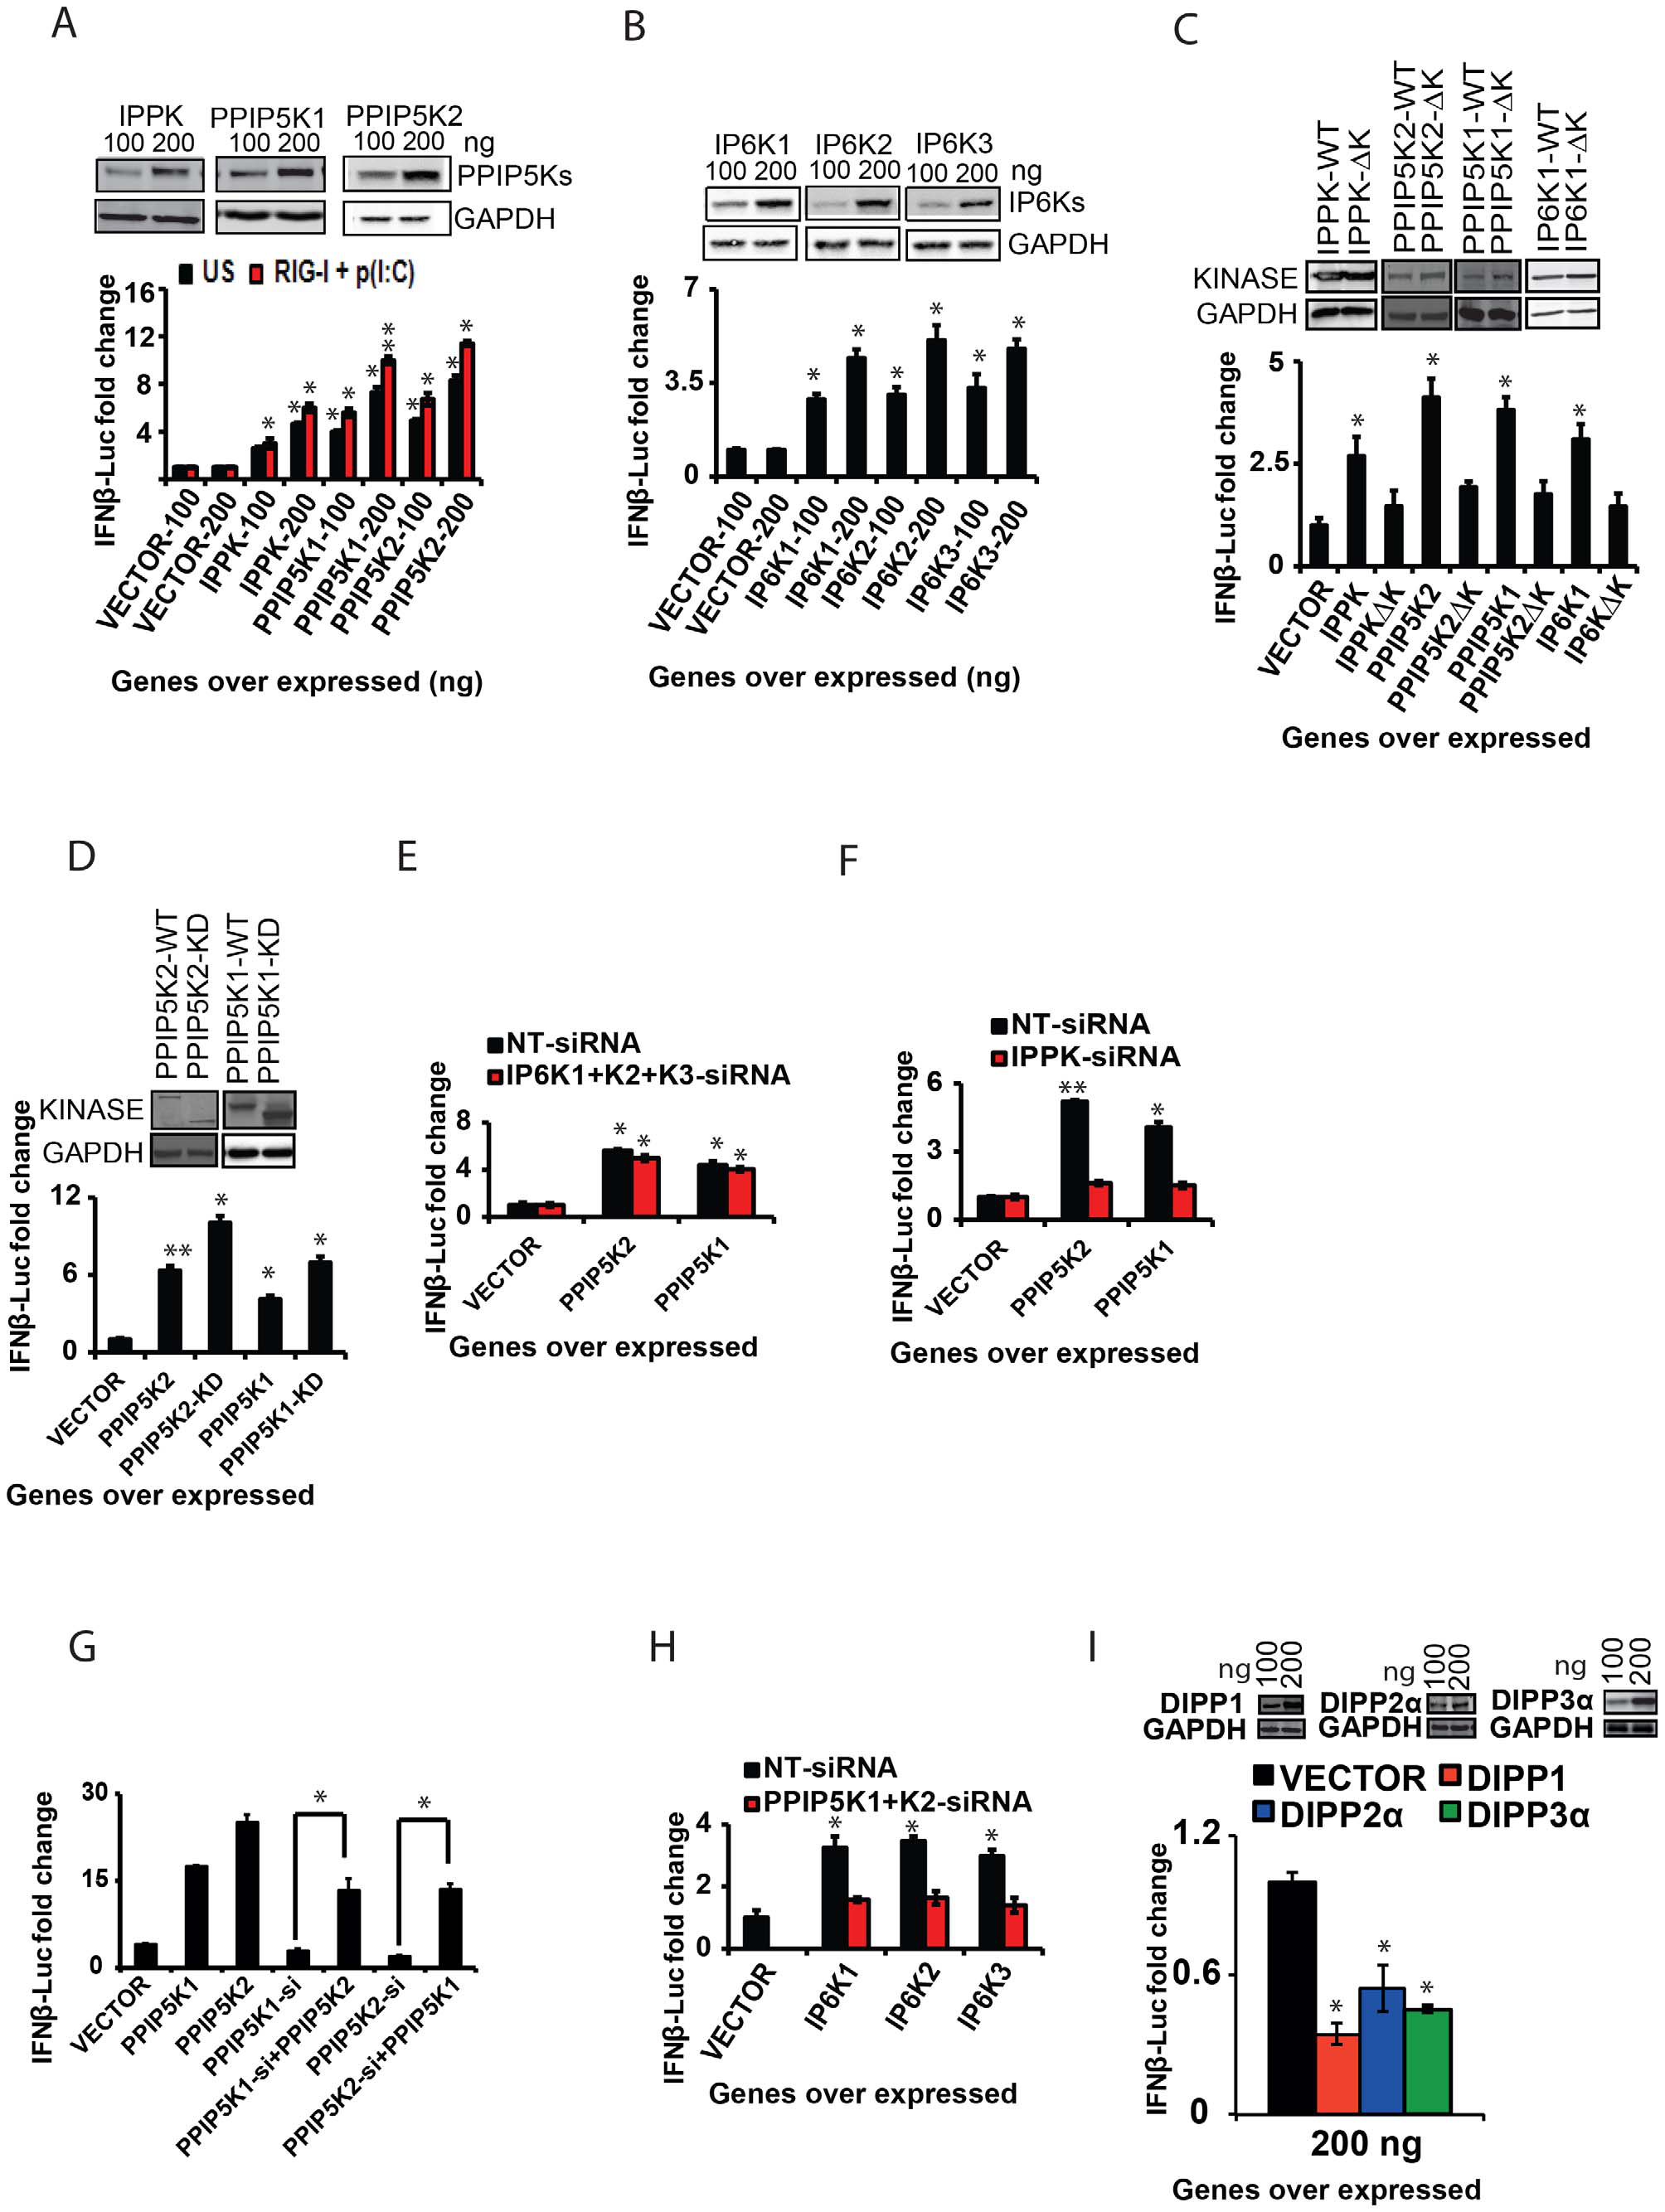 A
IPPK PPIP5K1 PPIP5K2
100 200 100 200 100 200 ng
PPIP5Ks
GAPDH
US RIG-I + p(I:C)
IFNβ-Luc fold change
16
12
8
4
* * * * * * * * * * * *
VECTOR-100
VECTOR-200
IPPK-100
IPPK-200
PPIP5K1-100
PPIP5K1-200
PPIP5K2-100
PPIP5K2-200
Genes over expressed (ng)
B
IP6K1 IP6K2 IP6K3
100 200 100 200 100 200 ng
IP6Ks
GAPDH
IFNβ-Luc fold change
7
3.5
0
* * * * * *
VECTOR-100
VECTOR-200
IP6K1-100
IP6K1-200
IP6K2-100
IP6K2-200
IP6K3-100
IP6K3-200
Genes over expressed (ng)
C
IPPK-WT
IPPK-ΔK
PPIP5K2-WT
PPIP5K2-ΔK
PPIP5K1-WT
PPIP5K1-ΔK
IP6K1-WT
IP6K1-ΔK
KINASE
GAPDH
IFNβ-Luc fold change
5
2.5
0
* * * *
VECTOR
IPPK
IPPKΔK
PPIP5K2
PPIP5K2ΔK
PPIP5K1
PPIP5K2ΔK
IP6K1
IP6KΔK
Genes over expressed
D
PPIP5K2-WT
PPIP5K2-KD
PPIP5K1-WT
PPIP5K1-KD
KINASE
GAPDH
IFNβ-Luc fold change
12
6
0
** * * *
VECTOR
PPIP5K2
PPIP5K2-KD
PPIP5K1
PPIP5K1-KD
Genes over expressed
E
NT-siRNA
IP6K1+K2+K3-siRNA
IFNβ-Luc fold change
8
4
0
* * * *
VECTOR
PPIP5K2
PPIP5K1
Genes over expressed
F
NT-siRNA
IPPK-siRNA
IFNβ-Luc fold change
6
3
0
** *
VECTOR
PPIP5K2
PPIP5K1
Genes over expressed
G
IFNβ-Luc fold change
30
15
0
* *
VECTOR
PPIP5K1
PPIP5K2
PPIP5K1-si
PPIP5K1-si+PPIP5K2
PPIP5K2-si
PPIP5K2-si+PPIP5K1
H
NT-siRNA
PPIP5K1+K2-siRNA
IFNβ-Luc fold change
4
2
0
* * *
VECTOR
IP6K1
IP6K2
IP6K3
Genes over expressed
I
ng 100 200 ng 100 200 ng 100 200
DIPP1 DIPP2α DIPP3α
GAPDH GAPDH GAPDH
VECTOR DIPP1
DIPP2α DIPP3α
IFNβ-Luc fold change
1.2
0.6
0
* * *
200 ng
Genes over expressed